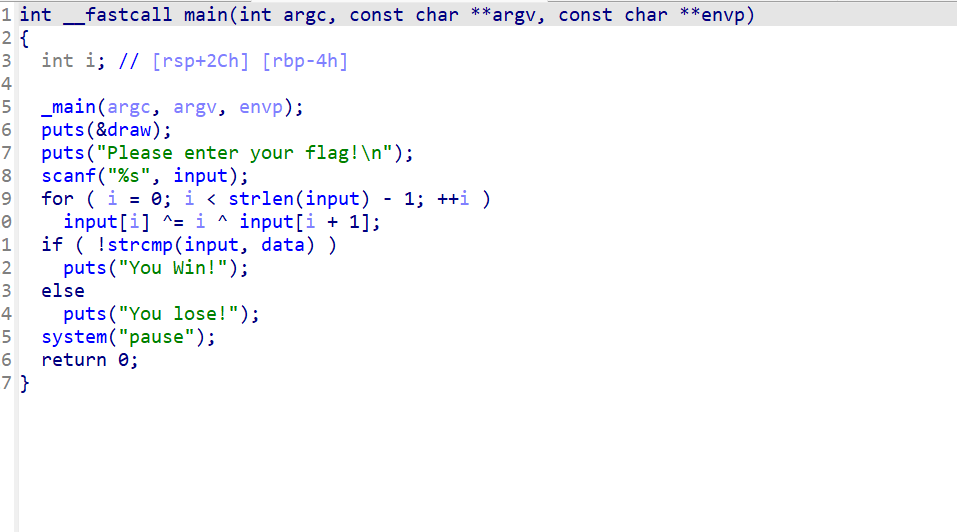 1 int __fastcall main(int argc, const char **argv, const char **envp)
2 {
3 int i; // [rsp+2Ch] [rbp-4h]
4
5 _main(argc, argv, envp);
6 puts(&draw);
7 puts("Please enter your flag!\n");
8 scanf("%s", input);
9 for ( i = 0; i < strlen(input) - 1; ++i )
0 input[i] ^= i ^ input[i + 1];
1 if ( !strcmp(input, data) )
2 puts("You Win!");
3 else
4 puts("You lose!");
5 system("pause");
6 return 0;
7 }